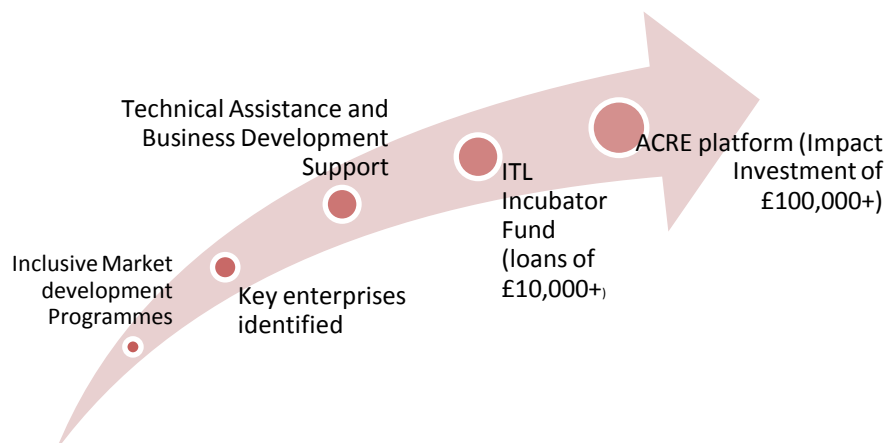 Inclusive Market
development
Programmes
Key enterprises
identified
Technical Assistance and
Business Development
Support
ITL
Incubator
Fund
(loans of
£10,000+)
ACRE platform (Impact
Investment of
£100,000+)